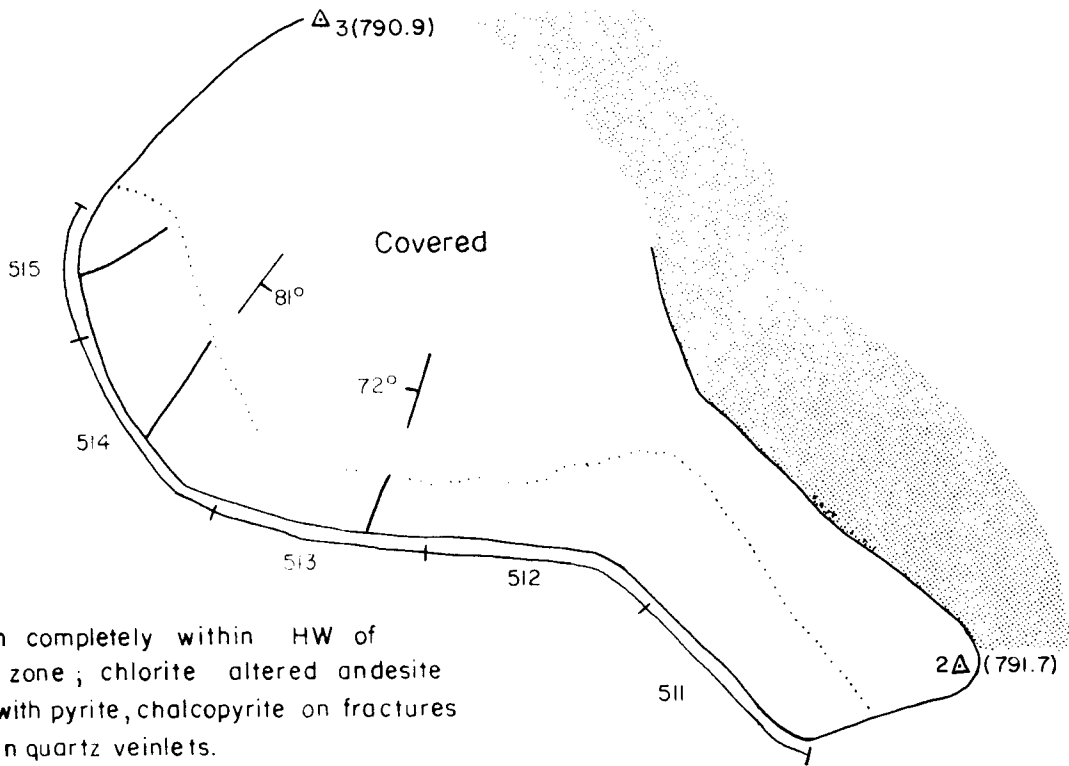 3(790.9)
Covered
515
81°
72°
514
513
512
2 (791.7)
511
completely within HW of
zone; chlorite altered andesite
with pyrite, chalcopyrite on fractures
quartz veinlets.